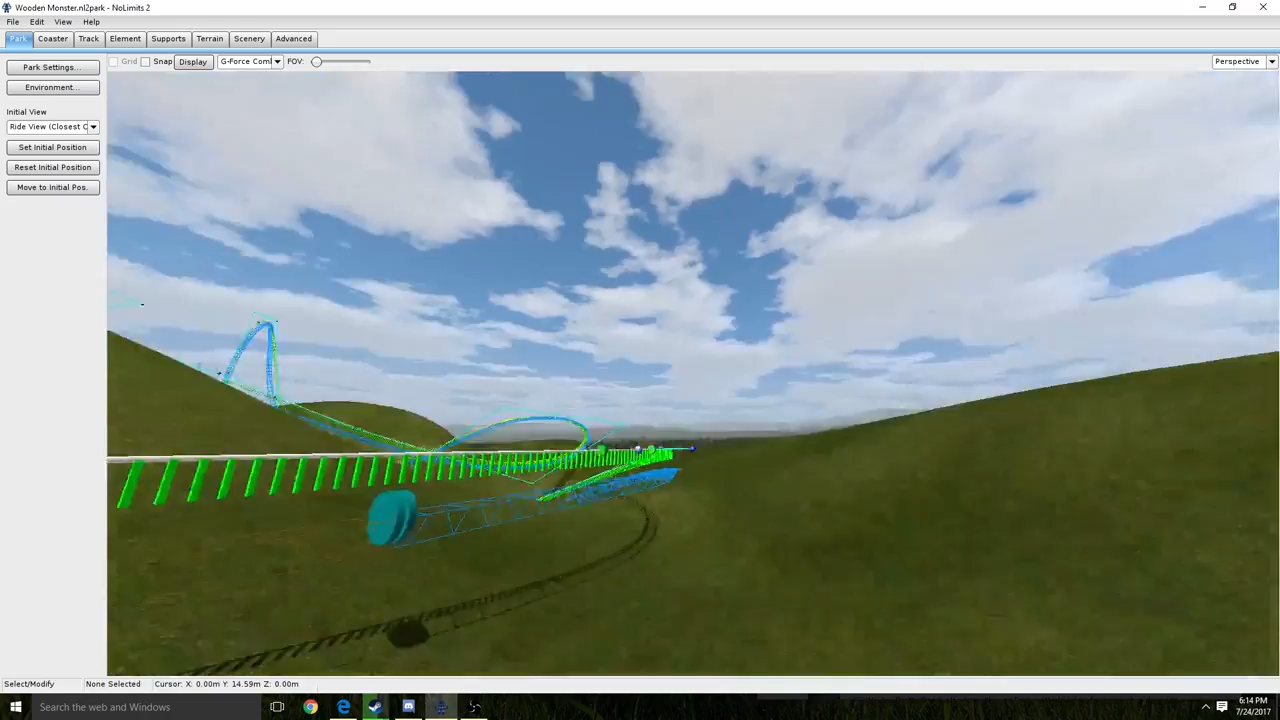 Wooden Monster.nl2park - NoLimits 2
File Edit View Help
Park Coaster Track Element Supports Terrain Scenery Advanced
Grid Snap Display G-Force Coml FOV: Perspective
Park Settings...
Environment...
Initial View
Ride View (Closest C
Set Initial Position
Reset Initial Position
Move to Initial Pos.
Select/Modify None Selected Cursor: X: 0.00m Y: 14.59m Z: 0.00m
Search the web and Windows
6:14 PM
7/24/2017